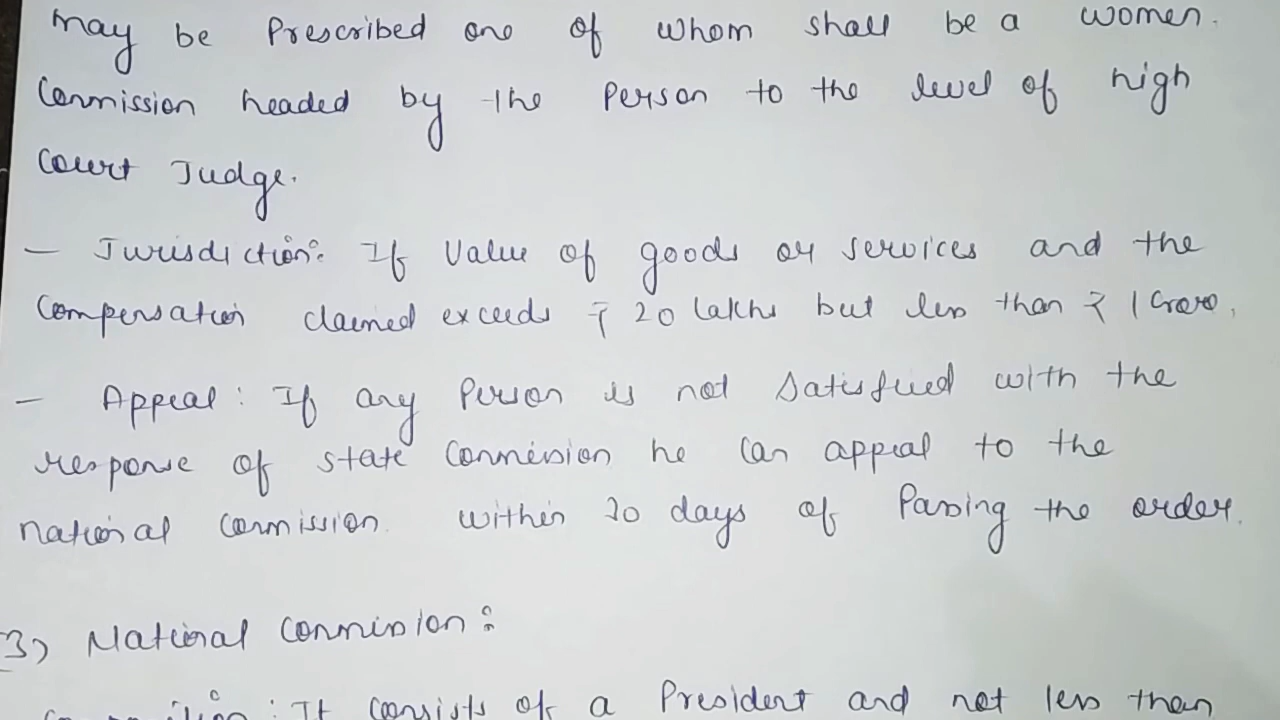 may be Prescribed one of whom shall be a women.
Commission headed by the Person to the level of high
court Judge.
– Jurisdiction: If Value of goods or services and the
Compensation claimed exceeds ₹ 20 lakhs but less than ₹ 1 Crore.
– Appeal: If any Person is not Satisfied with the
response of state Commission he can appeal to the
national commission. within 30 days of Passing the order.
3) National Commission:
It consists of a President and not less than